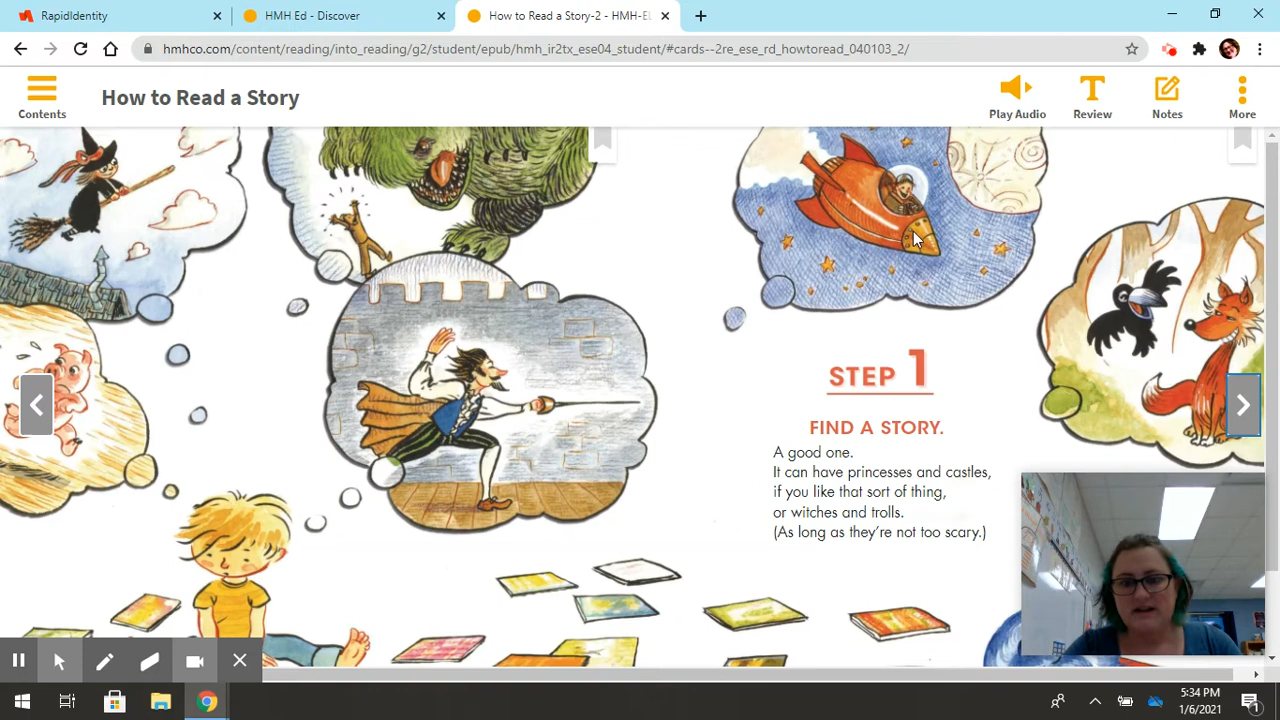 RapidIdentity
HMH Ed - Discover
How to Read a Story-2 - HMH-EL
hmhco.com/content/reading/into_reading/g2/student/epub/hmh_ir2tx_ese04_student/#cards--2re_ese_rd_howtoread_040103_2/
Contents
How to Read a Story
Play Audio
Review
Notes
More
STEP 1
FIND A STORY.
A good one.
It can have princesses and castles,
if you like that sort of thing,
or witches and trolls.
(As long as they're not too scary.)
5:34 PM
1/6/2021
1